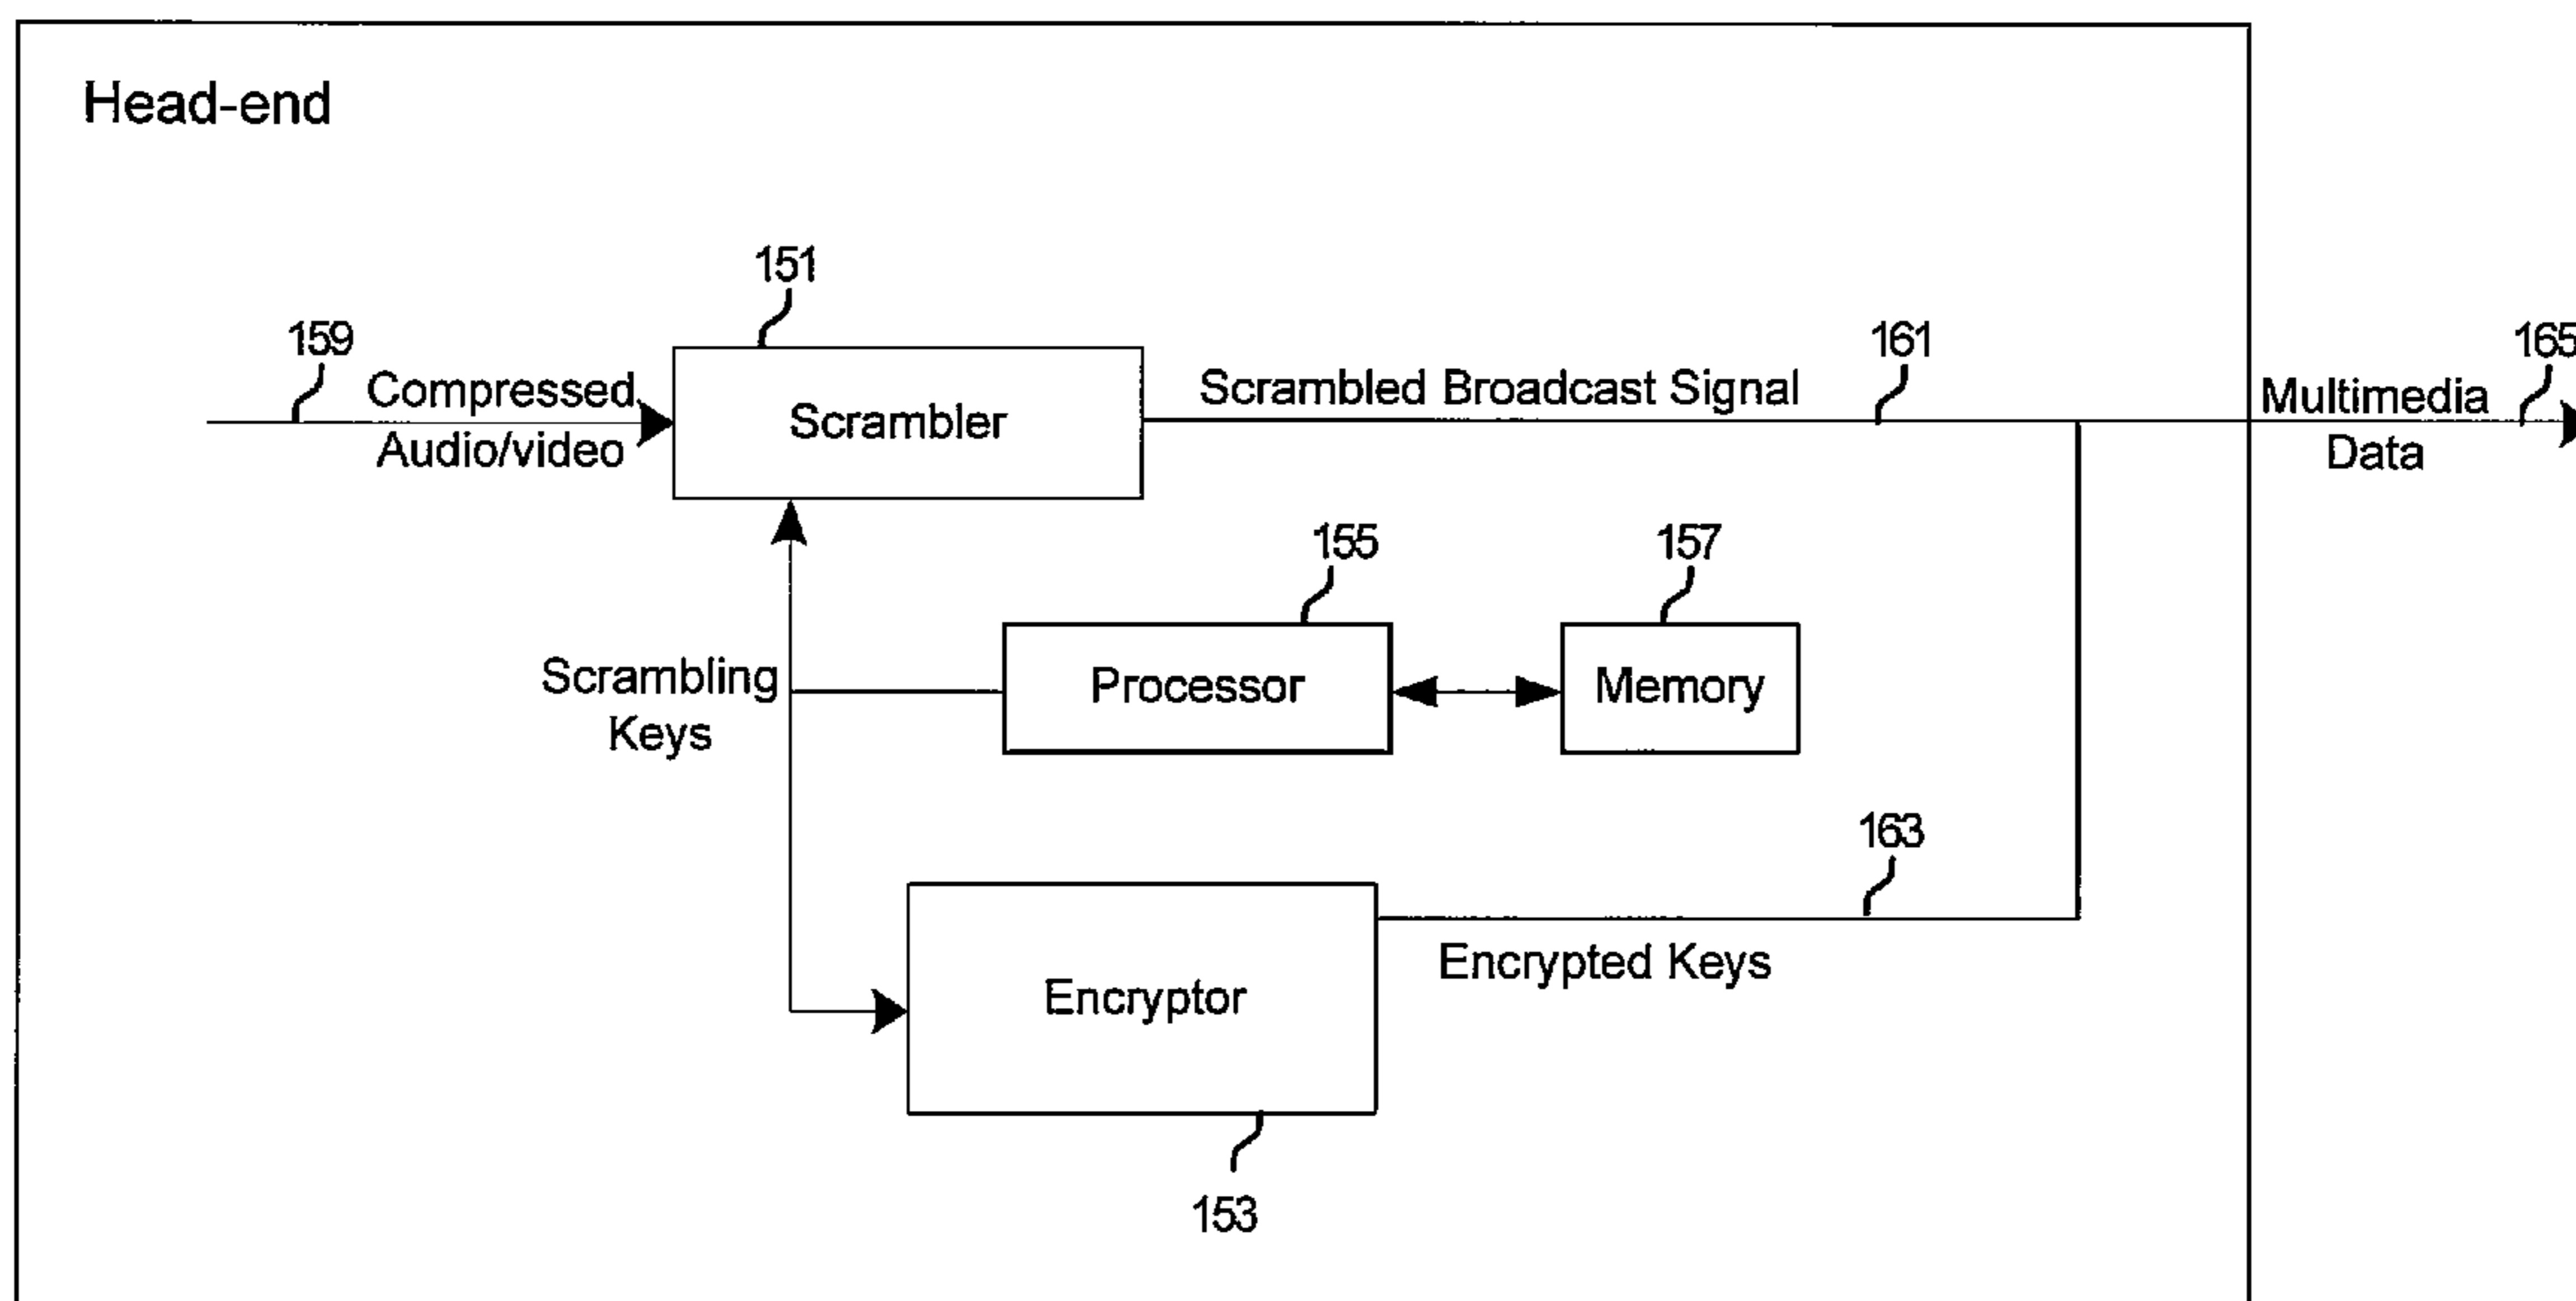 Head-end
151
159
161
165
Compressed
Audio/video
Scrambler
Scrambled Broadcast Signal
Multimedia
Data
155
157
Scrambling
Keys
Processor
Memory
163
Encryptor
Encrypted Keys
153